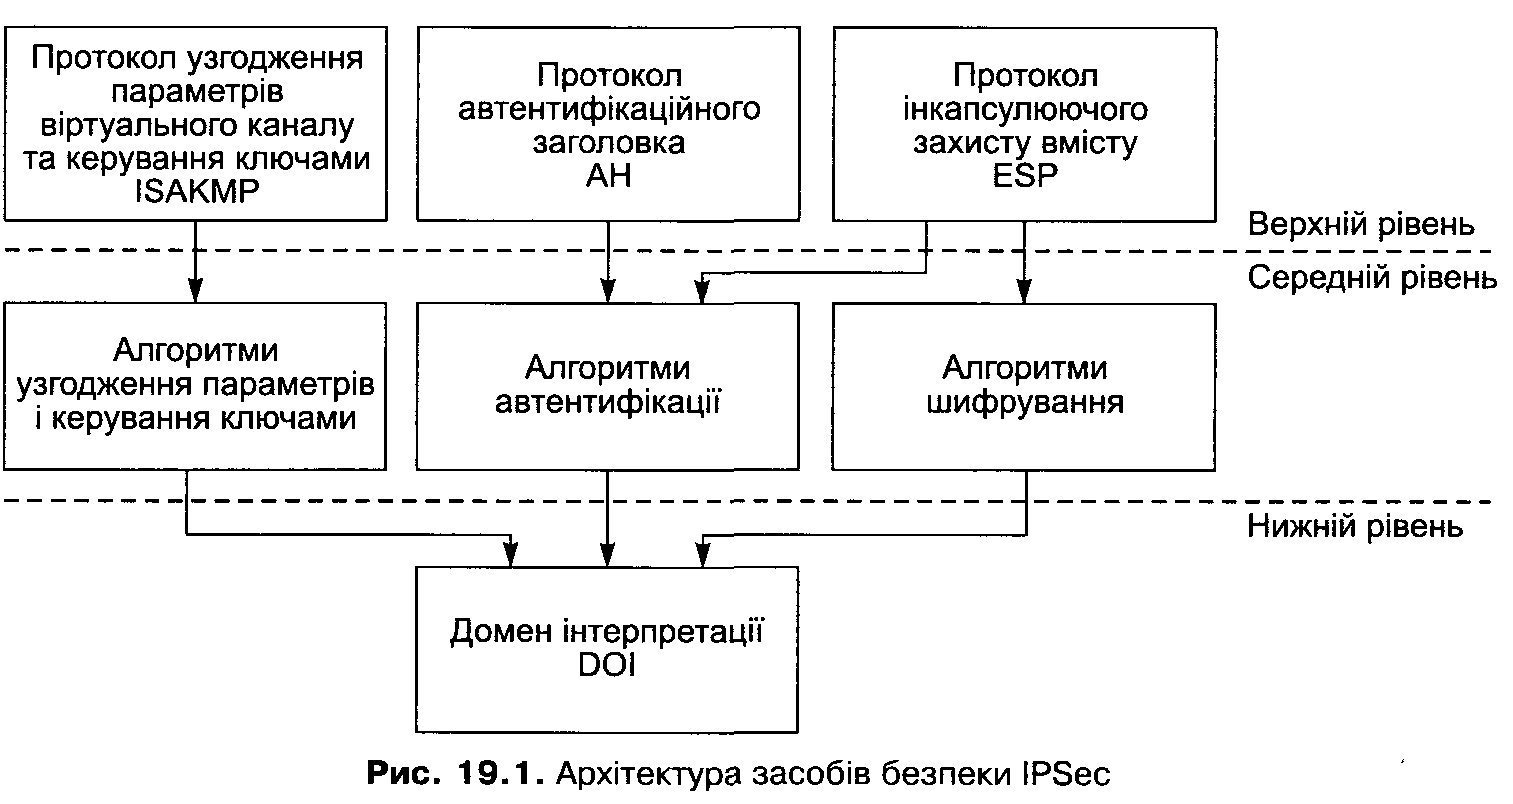 Протокол узгодження
параметрів
віртуального каналу
та керування ключами
ISAKMP
Протокол
автентифікаційного
заголовка
АН
Протокол
інкапсулюючого
захисту вмісту
ESP
Верхній рівень
Середній рівень
Алгоритми
узгодження параметрів
і керування ключами
Алгоритми
автентифікації
Алгоритми
шифрування
Нижній рівень
Домен інтерпретації
DOI
Рис. 19.1. Архітектура засобів безпеки IPSec